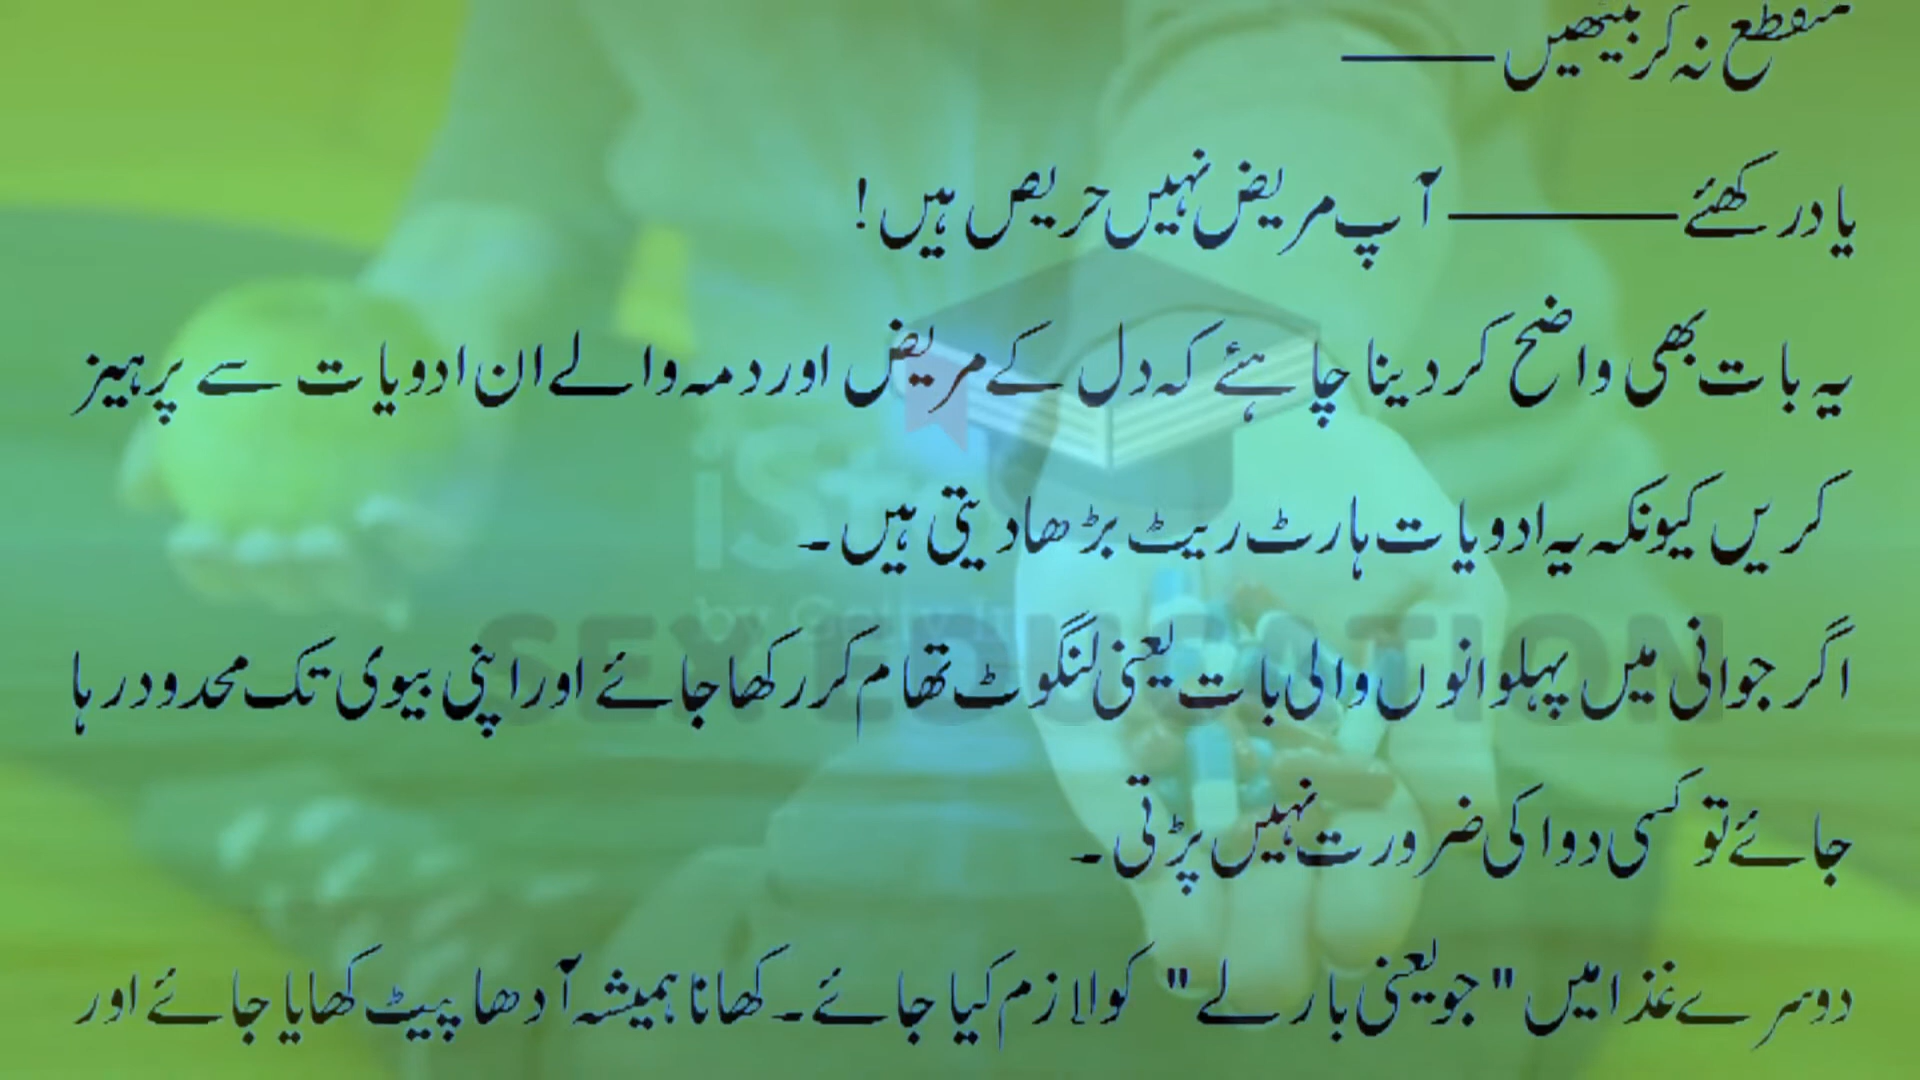 منقطع نہ کر بیٹھیں ———
یاد رکھئے ——— آپ مریض نہیں حریص ہیں!
یہ بات بھی واضح کر دینا چاہئے کہ دل کے مریض اور دمہ والے ان ادویات سے پرہیز
کریں کیونکہ یہ ادویات ہارٹ ریٹ بڑھا دیتی ہیں۔
SEX EDUCATION
اگر جوانی میں پہلوانوں والی بات یعنی لنگوٹ تھام کر رکھا جائے اور اپنی بیوی تک محدود رہا
جائے تو کسی دوا کی ضرورت نہیں پڑتی۔
دوسرے غذا میں "جو یعنی بارلے" کو لازم کیا جائے۔ کھانا ہمیشہ آدھا پیٹ کھایا جائے اور